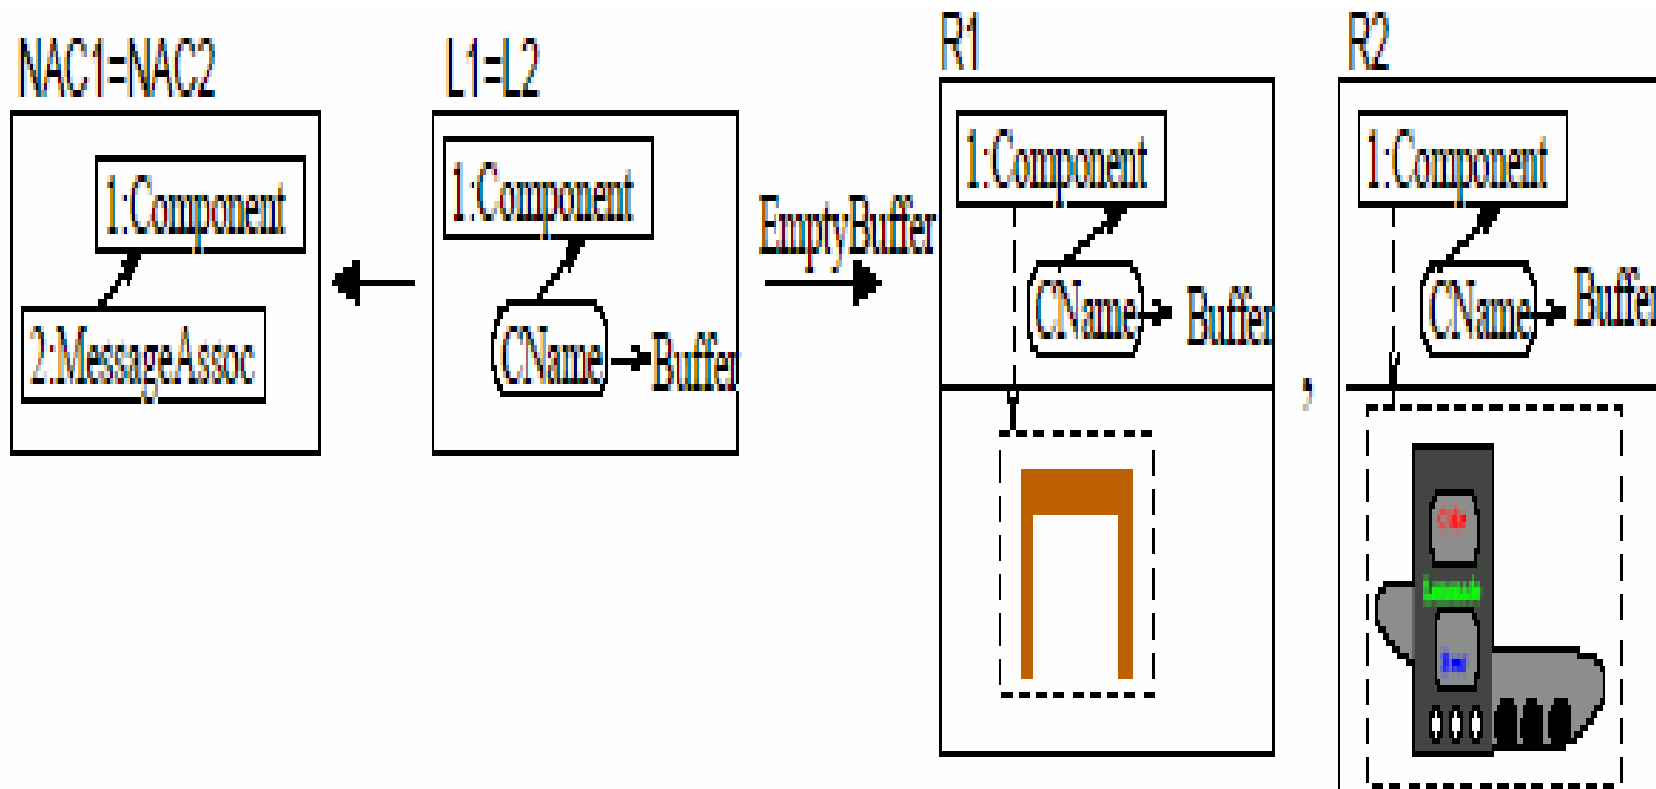 NAC1=NAC2
1:Component
2:MessageAssoc
L1=L2
1:Component
CName
Buffer
EmptyBuffer
R1
1:Component
CName
Buffer
,
R2
1:Component
CName
Buffer